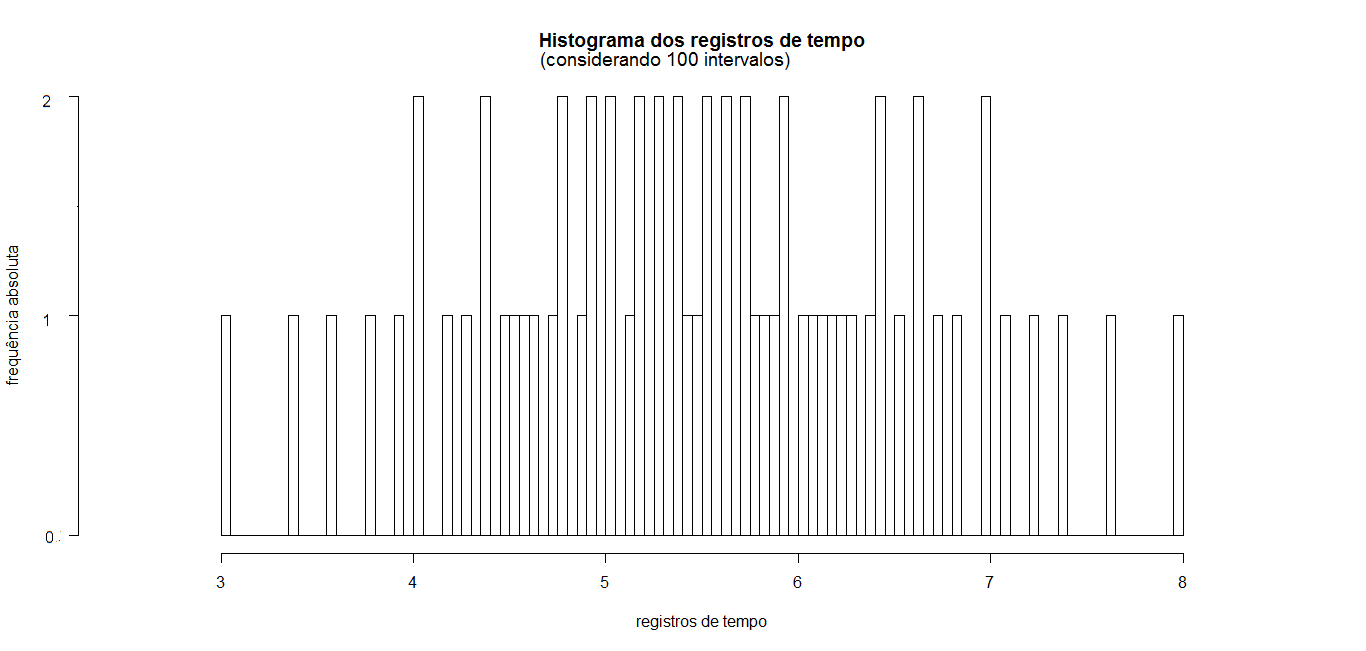 Histograma dos registros de tempo
(considerando 100 intervalos)
2
1
0
frequência absoluta
3 4 5 6 7 8
registros de tempo